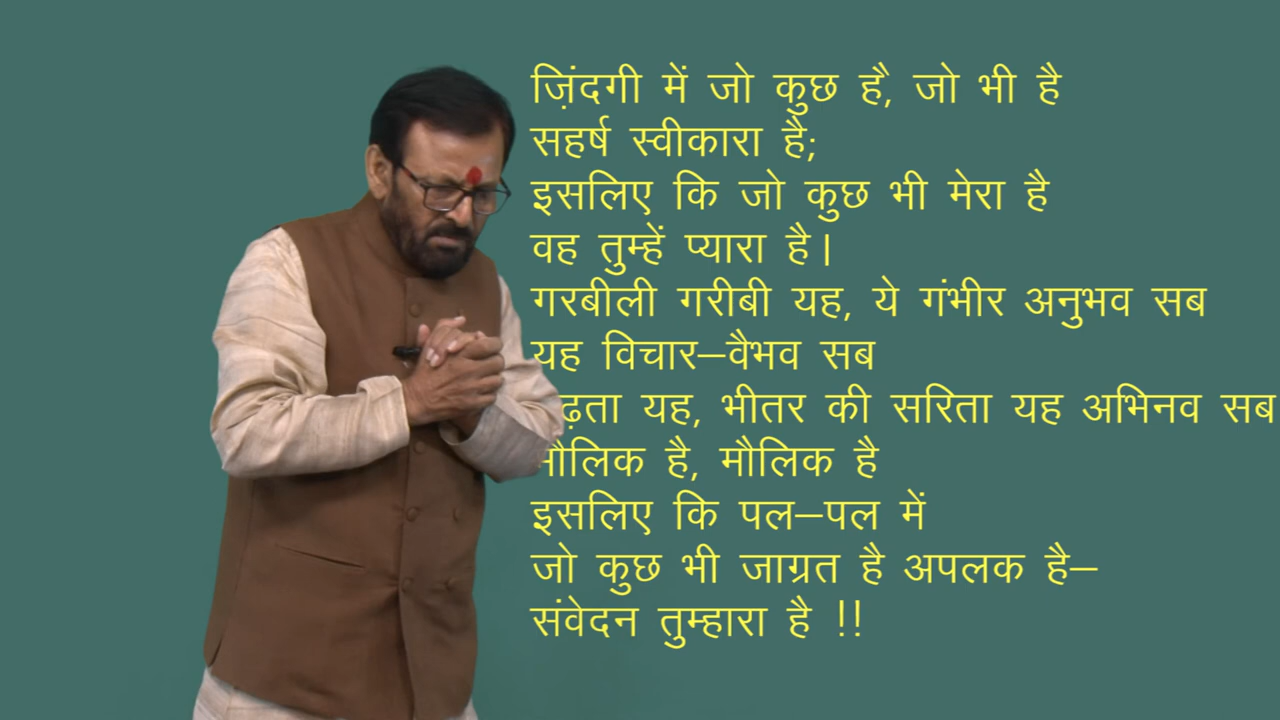 ज़िंदगी में जो कुछ है, जो भी है
सहर्ष स्वीकारा है;
इसलिए कि जो कुछ भी मेरा है
वह तुम्हें प्यारा है।
गरबीली गरीबी यह, ये गंभीर अनुभव सब
यह विचार–वैभव सब
यह, भीतर की सरिता यह अभिनव सब
मौलिक है, मौलिक है
इसलिए कि पल–पल में
जो कुछ भी जाग्रत है अपलक है–
संवेदन तुम्हारा है !!